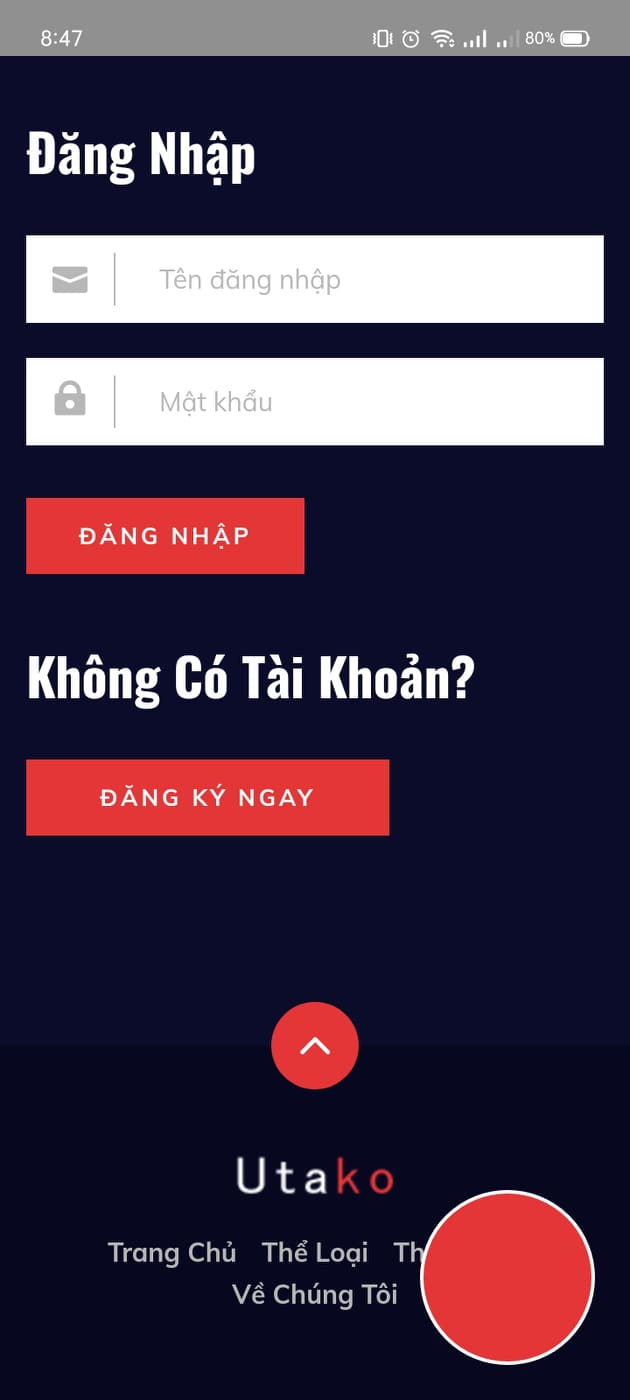 8:47
80%
Đăng Nhập
Tên đăng nhập
Mật khẩu
ĐĂNG NHẬP
Không Có Tài Khoản?
ĐĂNG KÝ NGAY
Utako
Trang Chủ Thể Loại
Về Chúng Tôi